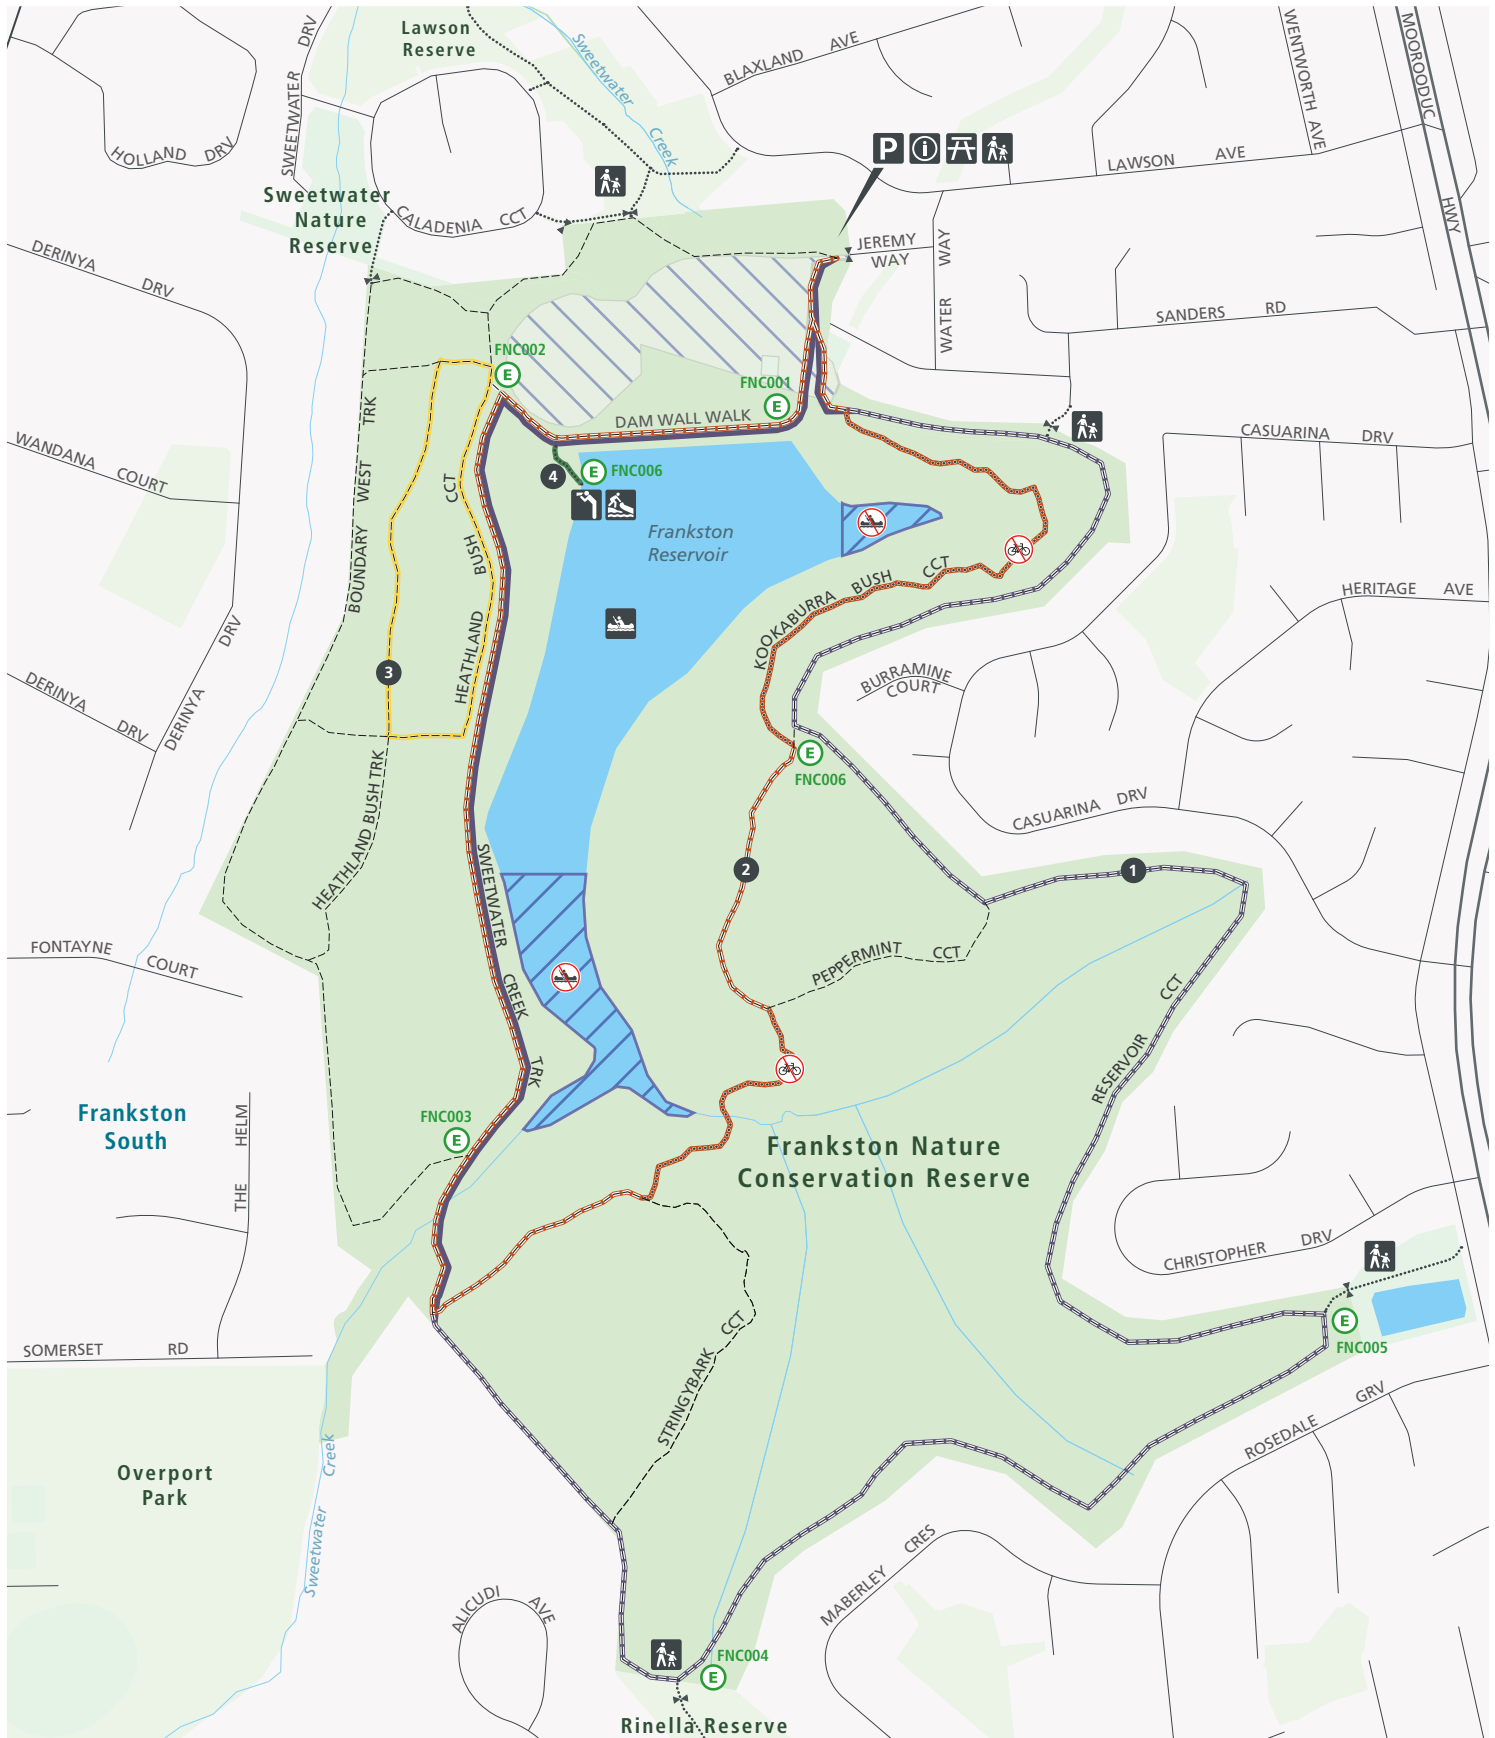 Lawson
Reserve
SWEETWATER DRV
Sweetwater
Creek
BLAXLAND AVE
WENTWORTH AVE
MOOROODUC
HWY
HOLLAND DRV
P i
LAWSON AVE
Sweetwater
Nature
Reserve
CALADENIA CCT
JEREMY
WAY
WATER WAY
DERINYA DRV
SANDERS RD
FNC002
E
FNC001
E
DAM WALL WALK
BOUNDARY WEST TRK
WANDANA COURT
CASUARINA DRV
4
E FNC006
HEATHLAND BUSH CCT
Frankston
Reservoir
KOOKABURRA BUSH CCT
HERITAGE AVE
DERINYA DRV
3
BURRAMINE
COURT
DERINYA DRV
E
FNC006
HEATHLAND BUSH TRK
CASUARINA DRV
SWEETWATER CREEK TRK
2
1
FONTAYNE COURT
PEPPERMINT CCT
RESERVOIR CCT
Frankston
South
THE HELM
FNC003
E
Frankston Nature
Conservation Reserve
CHRISTOPHER DRV
E
FNC005
SOMERSET RD
STRINGYBARK CCT
ROSEDALE GRV
Overport
Park
Sweetwater Creek
MABERLEY CRES
ALICUDI AVE
FNC004
E
Rinella Reserve